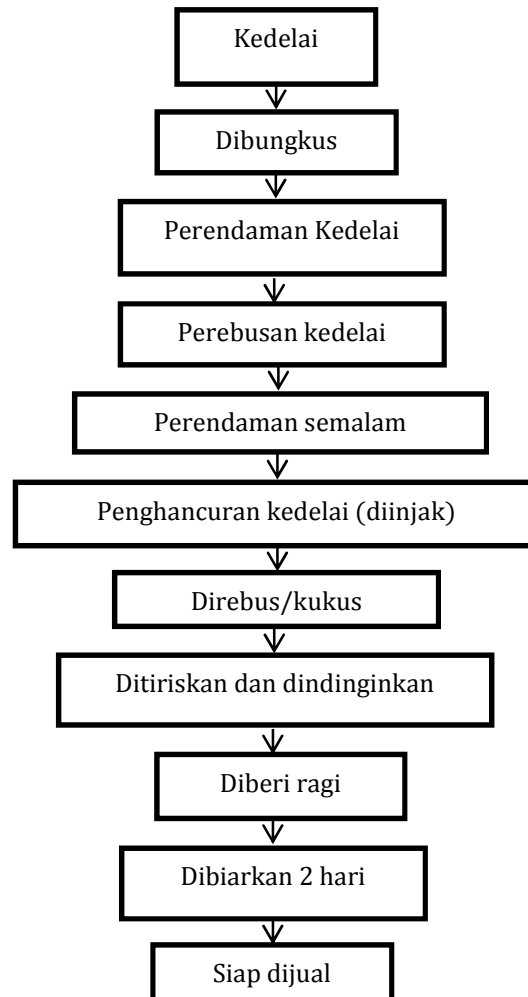 Kedelai
Dibungkus
Perendaman Kedelai
Perebusan kedelai
Perendaman semalam
Penghancuran kedelai (diinjak)
Direbus/kukus
Ditiriskan dan dindinginkan
Diberi ragi
Dibiarkan 2 hari
Siap dijual